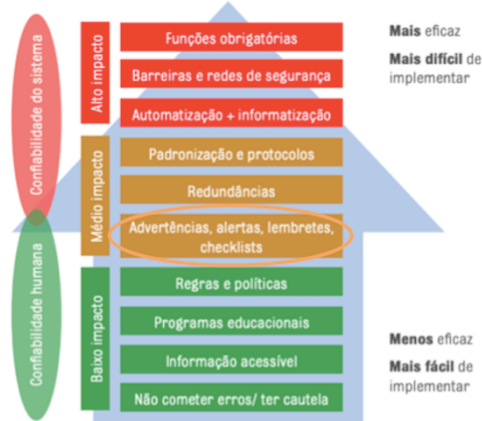 Confiabilidade do sistema
Confiabilidade humana
Alto impacto
Médio impacto
Baixo impacto
Funções obrigatórias
Barreiras e redes de segurança
Automatização + informatização
Padronização e protocolos
Redundâncias
Advertências, alertas, lembretes,
checklists
Regras e políticas
Programas educacionais
Informação acessível
Não cometer erros/ ter cautela
Mais eficaz
Mais difícil de
implementar
Menos eficaz
Mais fácil de
implementar